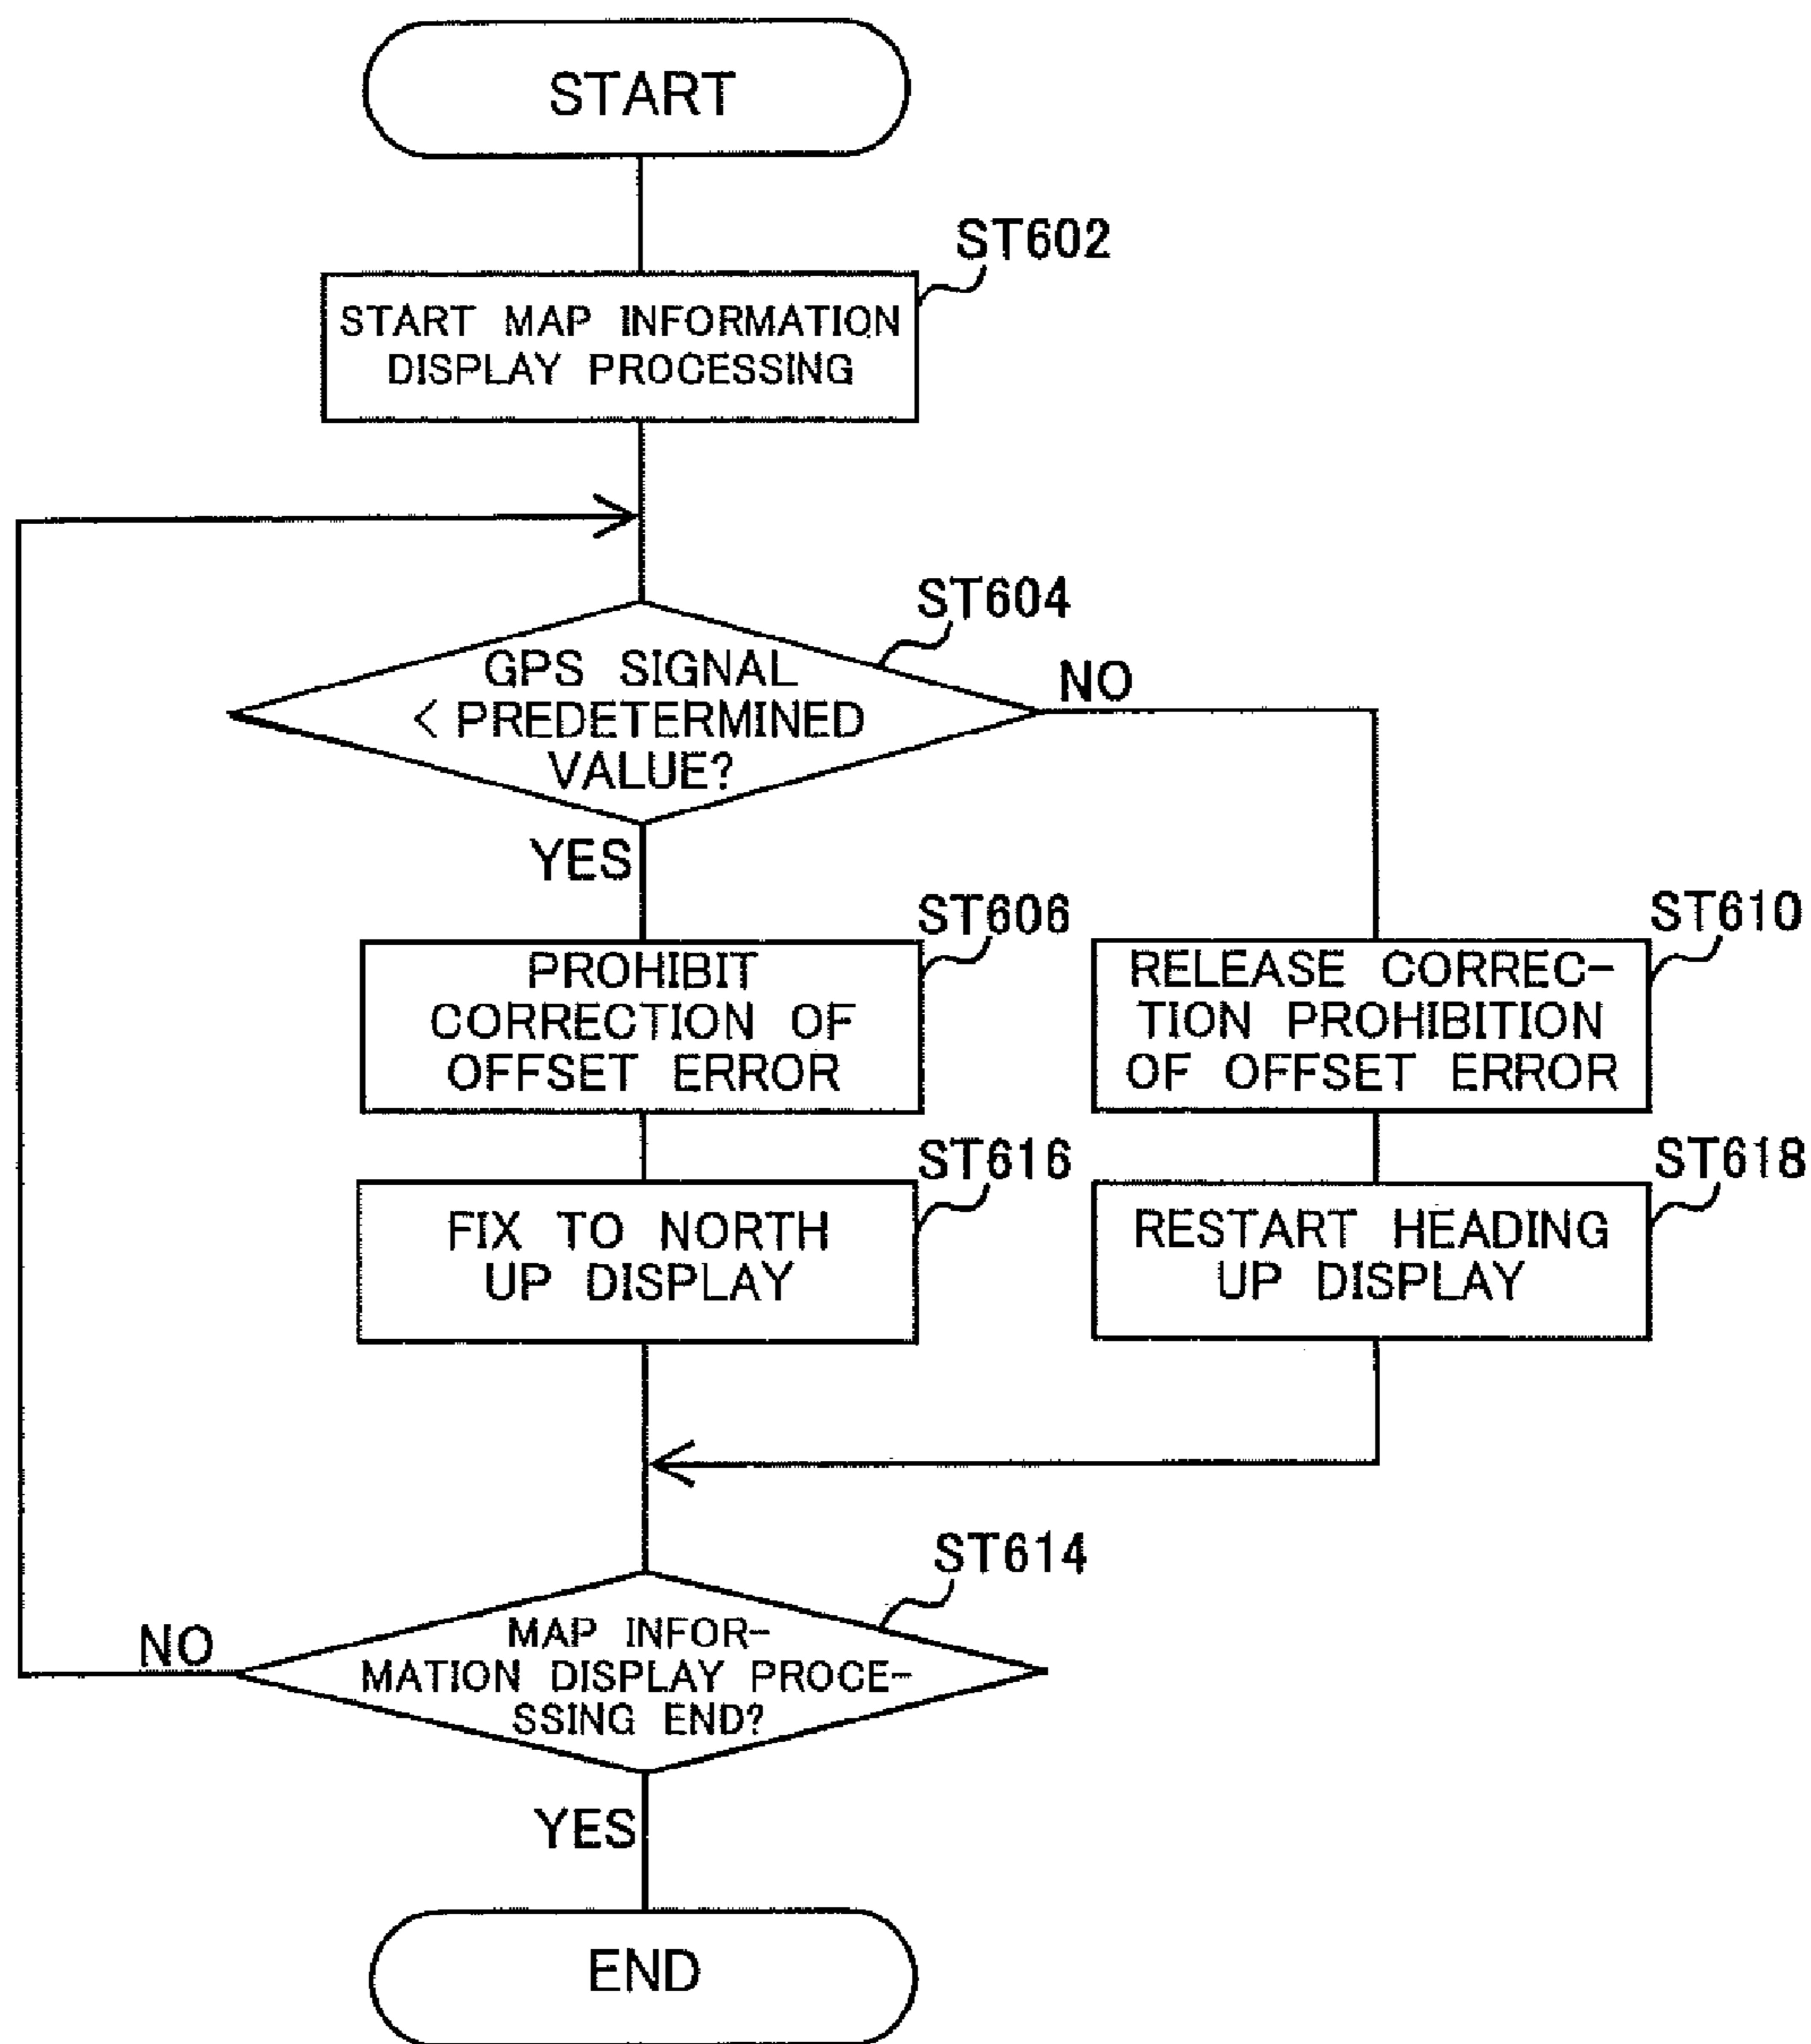 START
ST602
START MAP INFORMATION
DISPLAY PROCESSING
ST604
GPS SIGNAL
< PREDETERMINED
VALUE?
NO
YES
ST606
PROHIBIT
CORRECTION OF
OFFSET ERROR
ST610
RELEASE CORREC-
TION PROHIBITION
OF OFFSET ERROR
ST616
FIX TO NORTH
UP DISPLAY
ST618
RESTART HEADING
UP DISPLAY
ST614
MAP INFOR-
MATION DISPLAY PROCE-
SSING END?
NO
YES
END